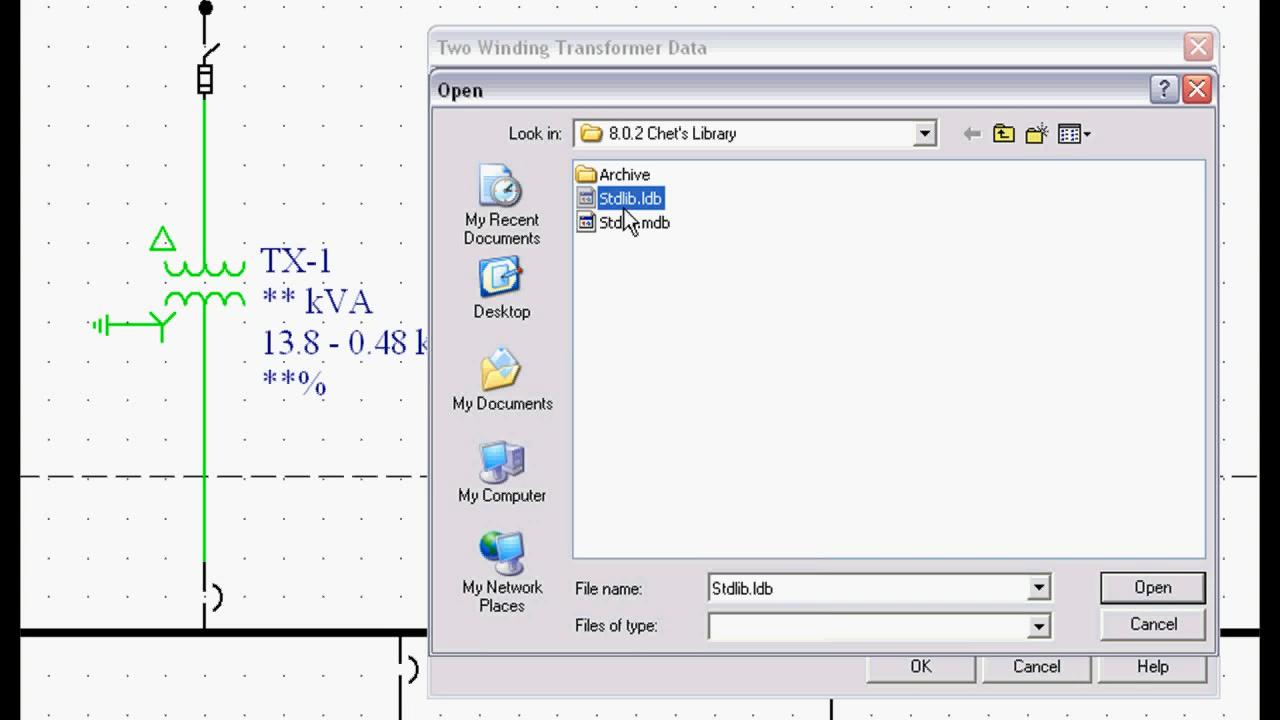 Two Winding Transformer Data
Open
?
Look in:
8.0.2 Chet's Library
Archive
Stdlib.ldb
My Recent
Documents
Desktop
My Documents
My Computer
My Network
Places
File name:
Stdlib.ldb
Open
Files of type:
Cancel
OK
Cancel
Help
TX-1
** kVA
13.8 - 0.48
**%